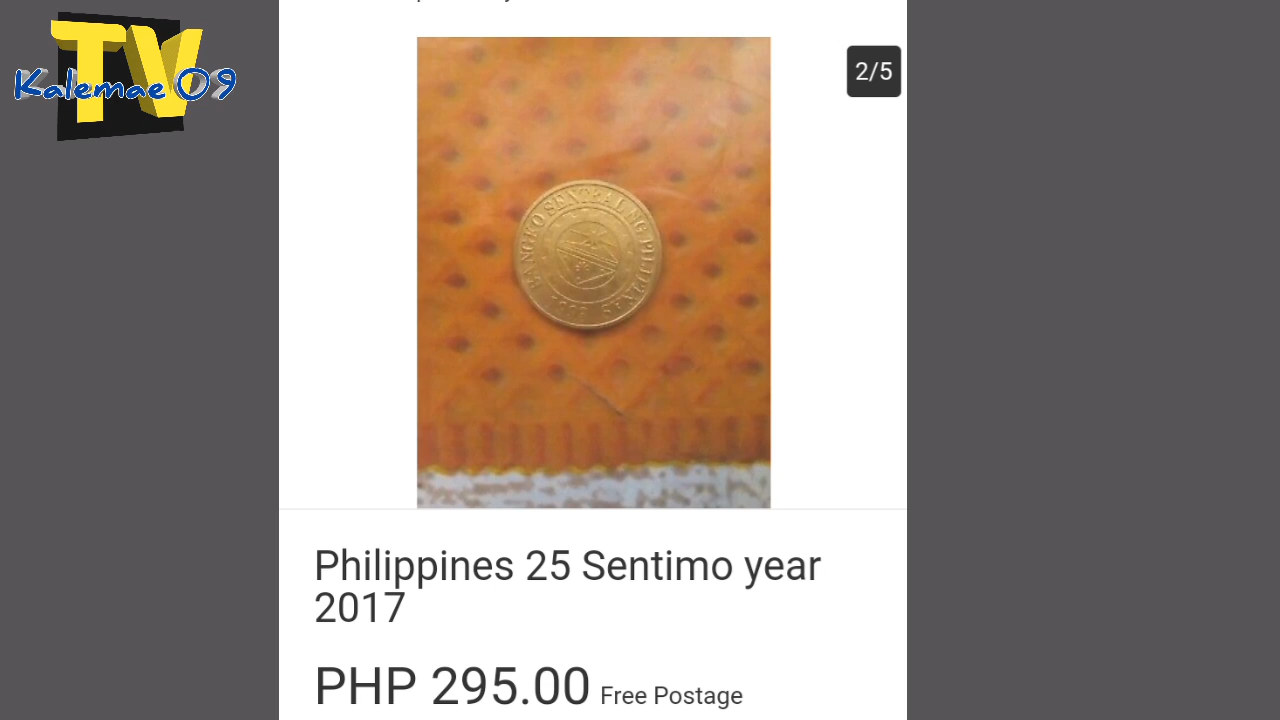 TV
Kalemae 09
2/5
BANGKO SENTRAL NG PILIPINAS
Philippines 25 Sentimo year
2017
PHP 295.00 Free Postage